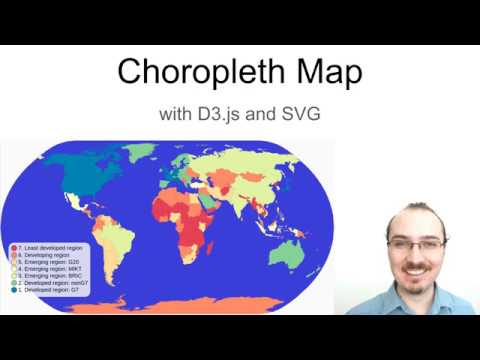 Choropleth Map
with D3.js and SVG
7. Least developed region
6. Developing region
5. Emerging region: G20
4. Emerging region: MIKT
3. Emerging region: BRIC
2. Developed region: nonG7
1. Developed region: G7